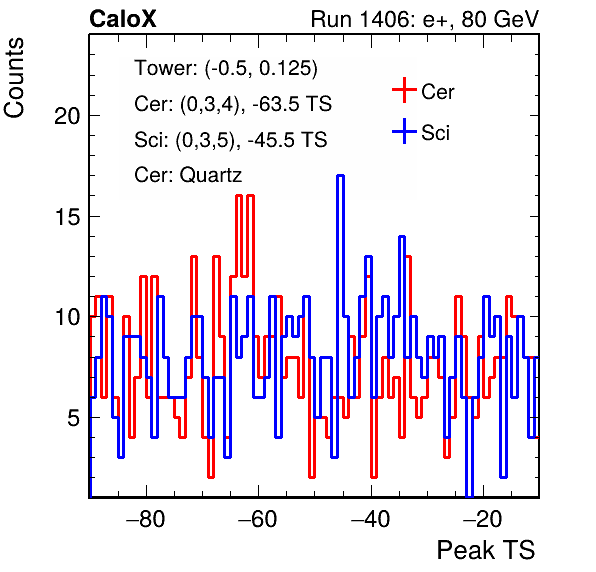 CaloX Run 1406: e+, 80 GeV
Counts
Tower: (-0.5, 0.125)
Cer: (0,3,4), -63.5 TS
Sci: (0,3,5), -45.5 TS
Cer: Quartz
Cer
Sci
20
15
10
5
−80 −60 −40 −20
Peak TS